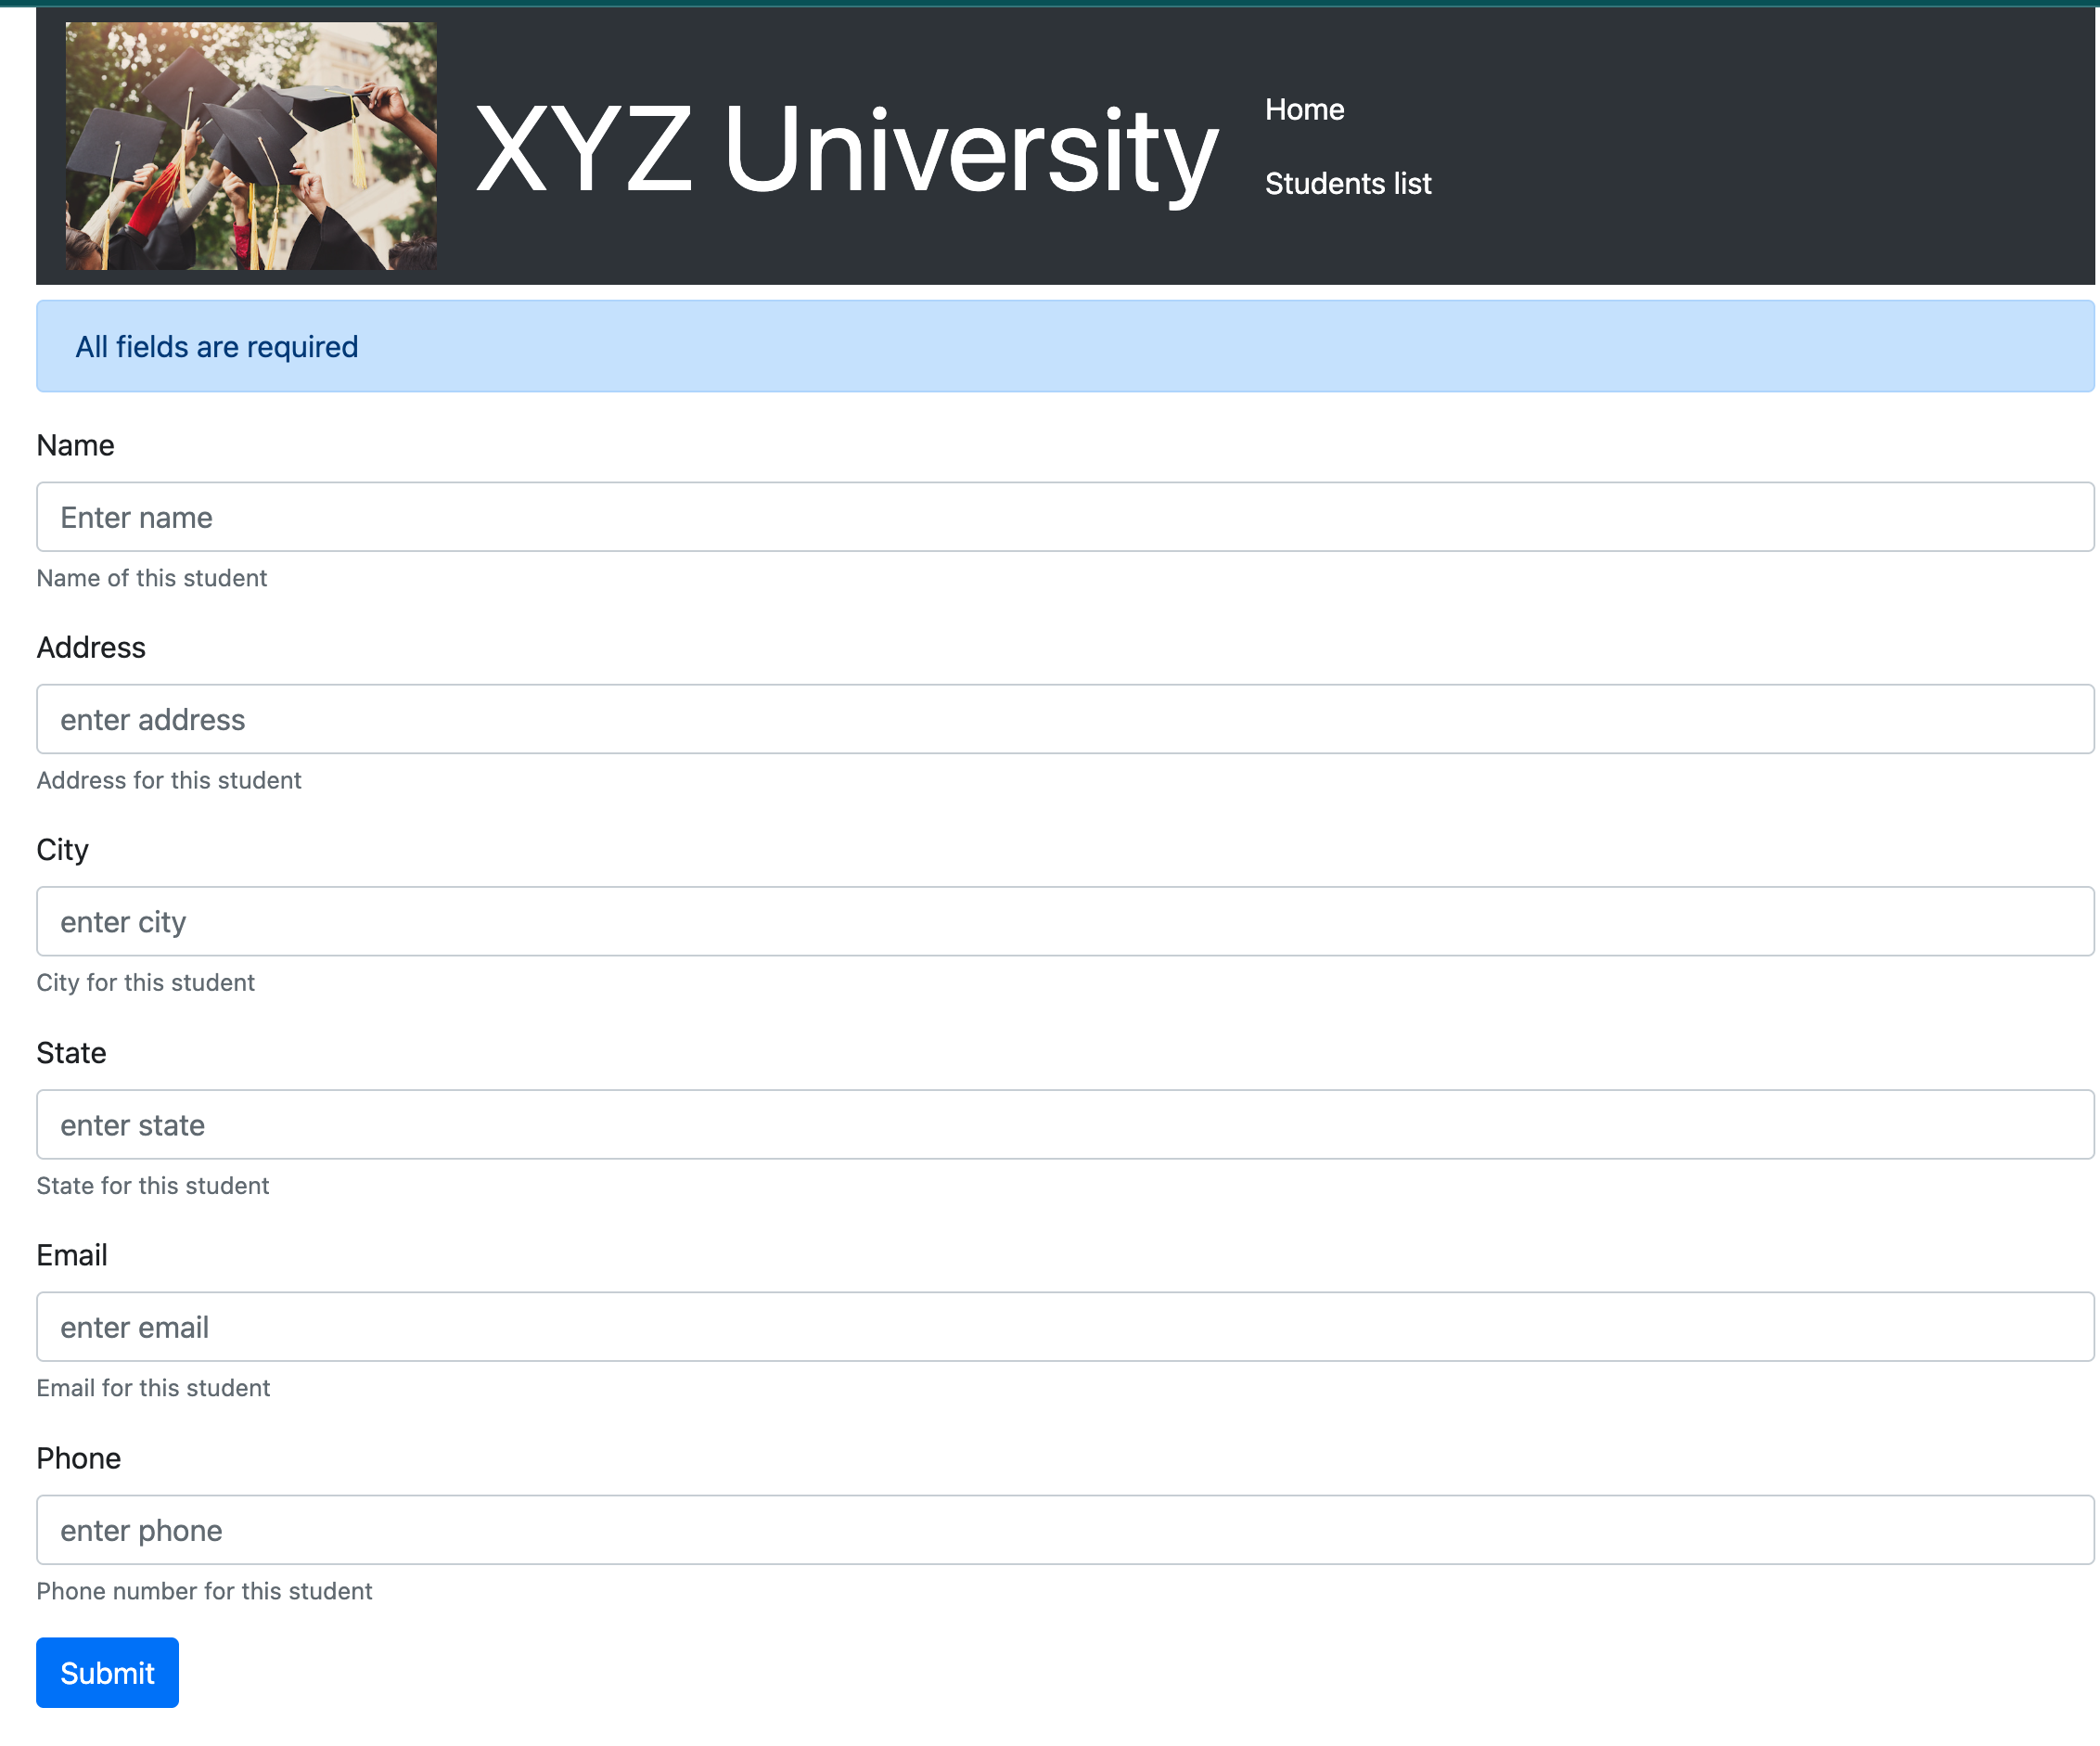 XYZ University
Home
Students list
All fields are required
Name
Enter name
Name of this student
Address
enter address
Address for this student
City
enter city
City for this student
State
enter state
State for this student
Email
enter email
Email for this student
Phone
enter phone
Phone number for this student
Submit